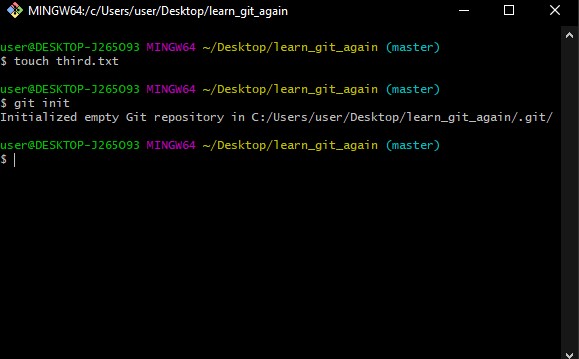 MINGW64:/c/Users/user/Desktop/learn_git_again
user@DESKTOP-J265O93 MINGW64 ~/Desktop/learn_git_again (master)
$ touch third.txt
user@DESKTOP-J265O93 MINGW64 ~/Desktop/learn_git_again (master)
$ git init
Initialized empty Git repository in C:/Users/user/Desktop/learn_git_again/.git/
user@DESKTOP-J265O93 MINGW64 ~/Desktop/learn_git_again (master)
$